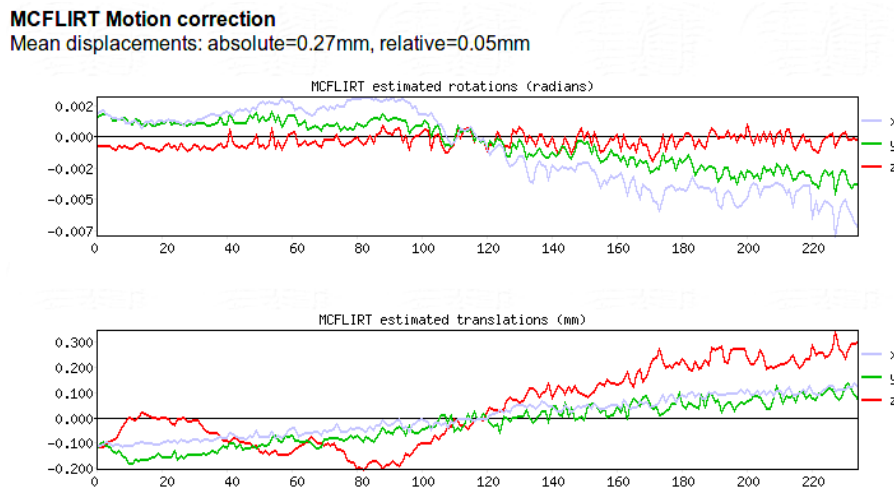 MCFLIRT Motion correction
Mean displacements: absolute=0.27mm, relative=0.05mm
MCFLIRT estimated rotations (radians)
0.002
0.000
-0.002
-0.005
-0.007
0 20 40 60 80 100 120 140 160 180 200 220
x
y
z
MCFLIRT estimated translations (mm)
0.300
0.200
0.100
0.000
-0.100
-0.200
0 20 40 60 80 100 120 140 160 180 200 220
x
y
z